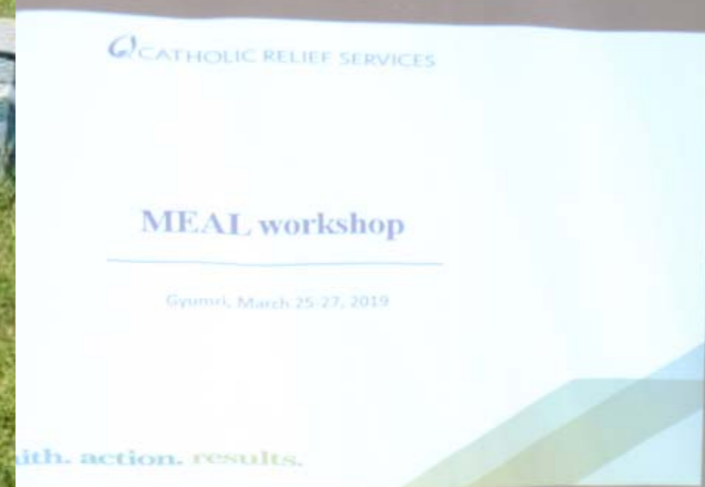 CATHOLIC RELIEF SERVICES
MEAL workshop
Gyumri, March 25-27, 2019
ith. action. results.